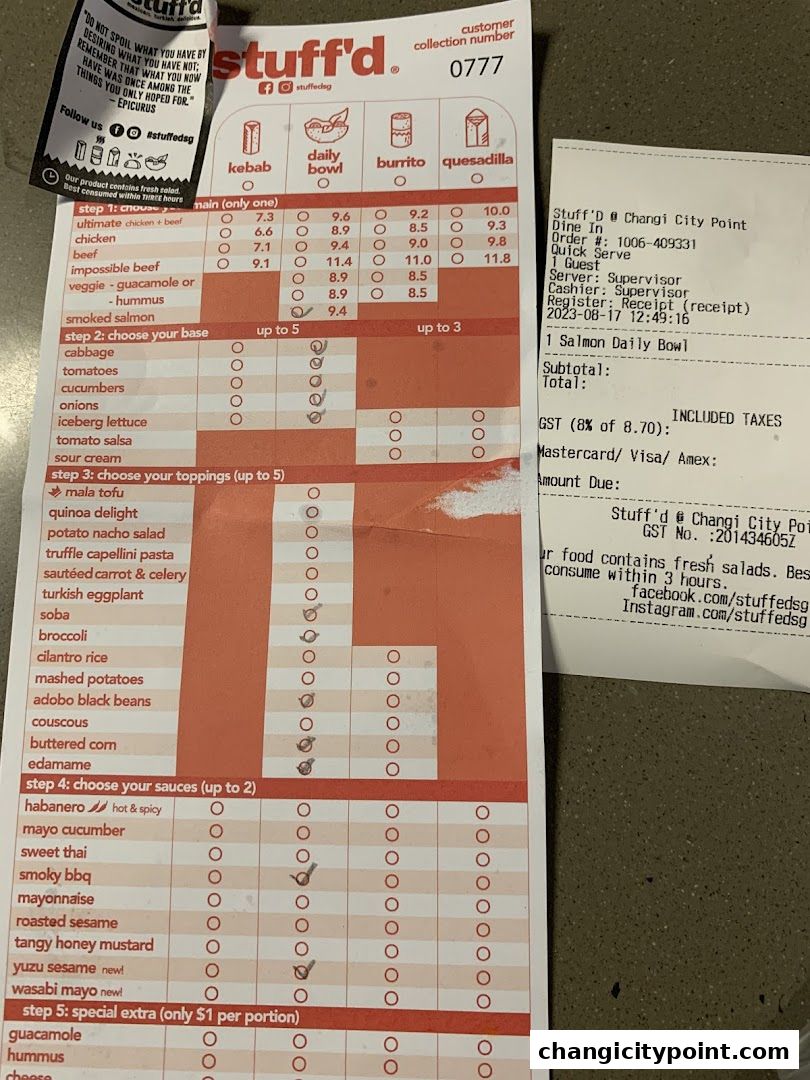 stuff'd
mexican. turkish. delicious.
"DO NOT SPOIL WHAT YOU HAVE BY
DESIRING WHAT YOU HAVE NOT;
REMEMBER THAT WHAT YOU NOW
HAVE WAS ONCE AMONG THE
THINGS YOU ONLY HOPED FOR."
– EPICURUS
Follow us #stuffedsg
Our product contains fresh salad.
Best consumed within THREE hours
stuff'd®
stuffedsg
customer
collection number
0777
kebab
daily
bowl
burrito
quesadilla
step 1: choose your main (only one)
ultimate chicken + beef 7.3 9.6 9.2 10.0
chicken 6.6 8.9 8.5 9.3
beef 7.1 9.4 9.0 9.8
impossible beef 9.1 11.4 11.0 11.8
veggie - guacamole or 8.9 8.5
- hummus 8.9 8.5
smoked salmon 9.4
step 2: choose your base up to 5 up to 3
cabbage
tomatoes
cucumbers
onions
iceberg lettuce
tomato salsa
sour cream
step 3: choose your toppings (up to 5)
mala tofu
quinoa delight
potato nacho salad
truffle capellini pasta
sautéed carrot & celery
turkish eggplant
soba
broccoli
cilantro rice
mashed potatoes
adobo black beans
couscous
buttered corn
edamame
step 4: choose your sauces (up to 2)
habanero hot & spicy
mayo cucumber
sweet thai
smoky bbq
mayonnaise
roasted sesame
tangy honey mustard
yuzu sesame new!
wasabi mayo new!
step 5: special extra (only $1 per portion)
guacamole
hummus
cheese
Stuff'D @ Changi City Point
Dine In
Order #: 1006-409331
Quick Serve
1 Guest
Server: Supervisor
Cashier: Supervisor
Register: Receipt (receipt)
2023-08-17 12:49:16
1 Salmon Daily Bowl
Subtotal:
Total:
INCLUDED TAXES
GST (8% of 8.70):
Mastercard/ Visa/ Amex:
Amount Due:
Stuff'd @ Changi City Poi
GST No. :201434605Z
ur food contains fresh salads. Bes
consume within 3 hours.
facebook.com/stuffedsg
Instagram.com/stuffedsg
changicitypoint.com